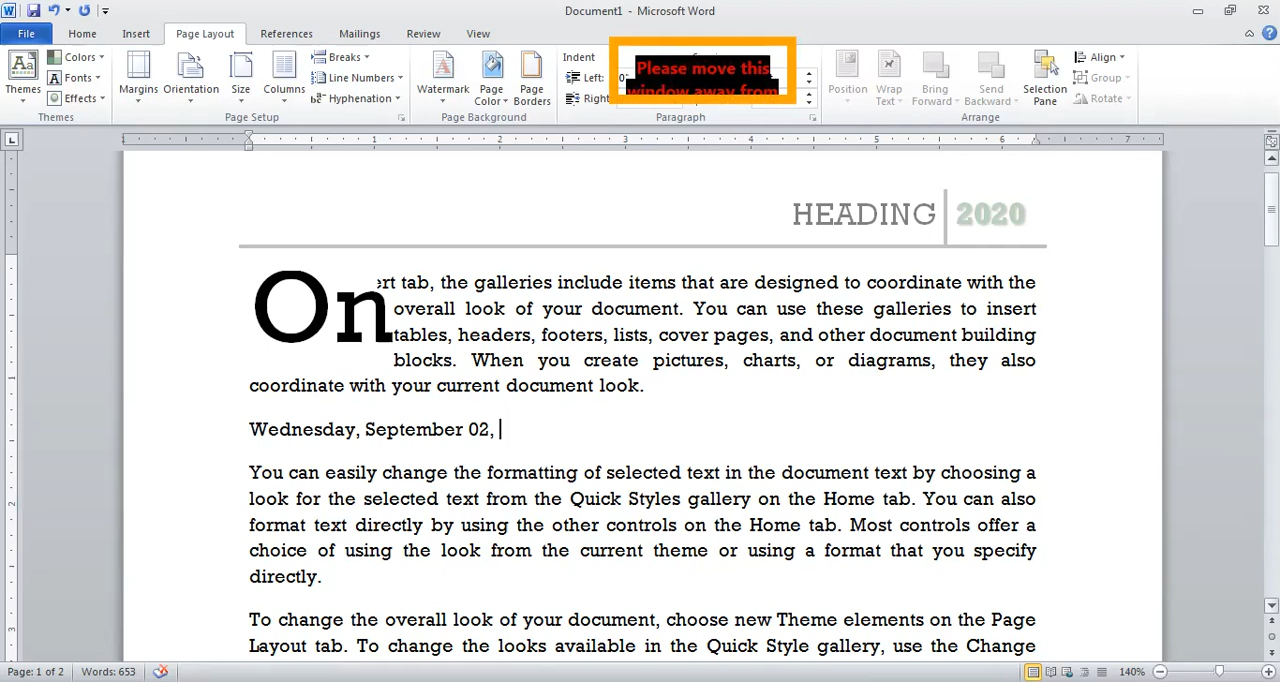 Document1 - Microsoft Word
File Home Insert Page Layout References Mailings Review View
Themes Colors Fonts Effects
Margins Orientation Size Columns Breaks Line Numbers Hyphenation
Watermark Page Color Page Borders
Indent
Left:
Right
Please move this
window away from
Position Wrap Text Bring Forward Send Backward Selection Pane Align Group Rotate
Themes Page Setup Page Background Paragraph Arrange
1 2 3 4 5 6 7
HEADING 2020
On ert tab, the galleries include items that are designed to coordinate with the
overall look of your document. You can use these galleries to insert
tables, headers, footers, lists, cover pages, and other document building
blocks. When you create pictures, charts, or diagrams, they also
coordinate with your current document look.
Wednesday, September 02,
You can easily change the formatting of selected text in the document text by choosing a
look for the selected text from the Quick Styles gallery on the Home tab. You can also
format text directly by using the other controls on the Home tab. Most controls offer a
choice of using the look from the current theme or using a format that you specify
directly.
To change the overall look of your document, choose new Theme elements on the Page
Layout tab. To change the looks available in the Quick Style gallery, use the Change
Page: 1 of 2 Words: 653 140%